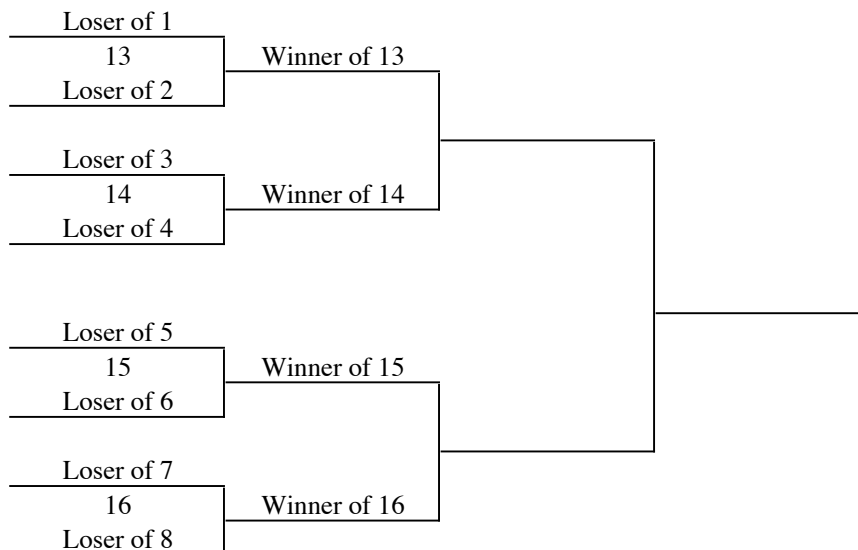 Loser of 1
13
Winner of 13
Loser of 2
Loser of 3
14
Winner of 14
Loser of 4
Loser of 5
15
Winner of 15
Loser of 6
Loser of 7
16
Winner of 16
Loser of 8